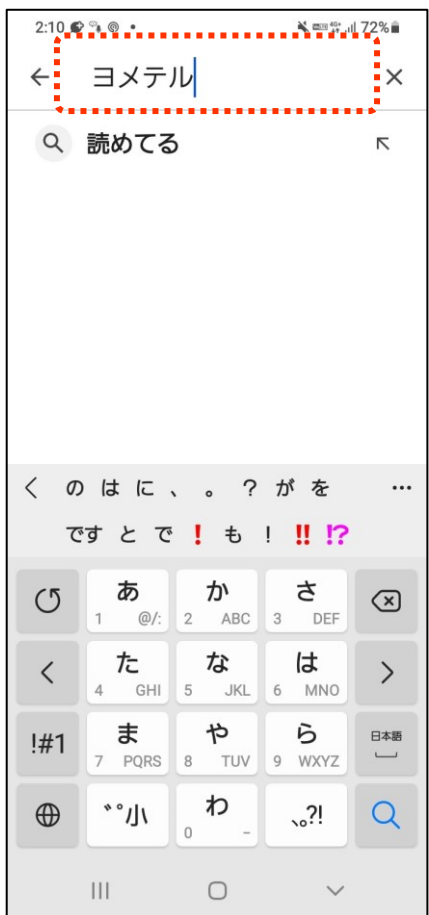 2:10 72%
ヨメテル
読めてる
の は に 、 。 ? が を …
です と で ❗ も ! ‼ ⁉
あ 1 @/: か 2 ABC さ 3 DEF
た 4 GHI な 5 JKL は 6 MNO
!#1 ま 7 PQRS や 8 TUV ら 9 WXYZ 日本語
゛゜小 わ 0 - 、。?!